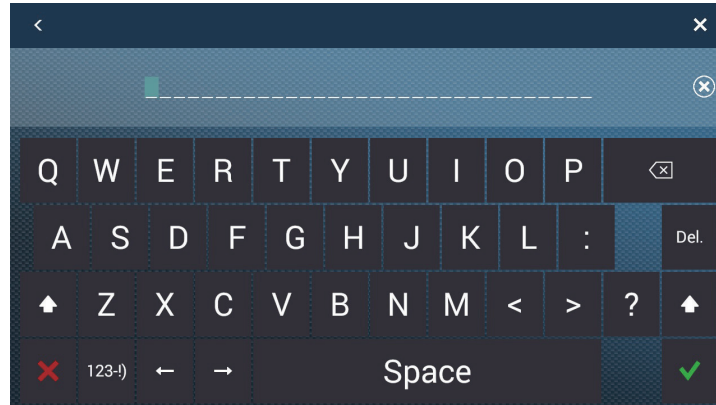 Q W E R T Y U I O P
A S D F G H J K L : Del.
Z X C V B N M < > ?
123-!) ← → Space